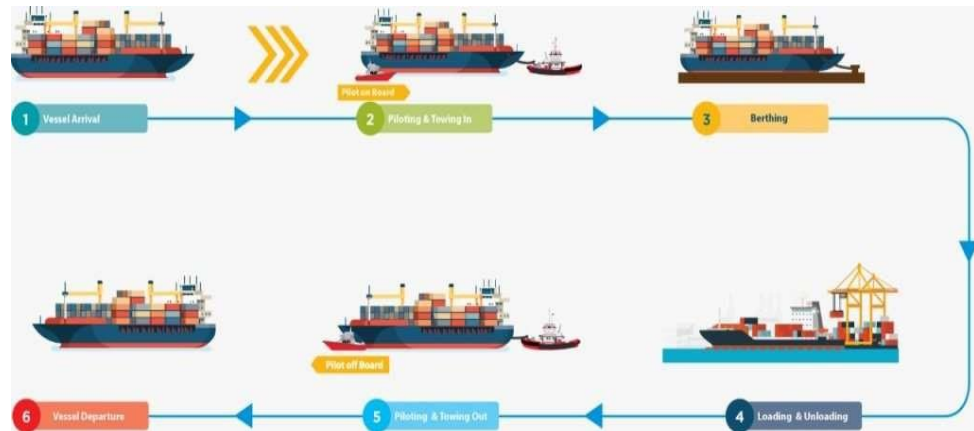 Pilot on Board
1 Vessel Arrival
2 Piloting & Towing In
3 Berthing
Pilot off Board
6 Vessel Departure
5 Piloting & Towing Out
4 Loading & Unloading